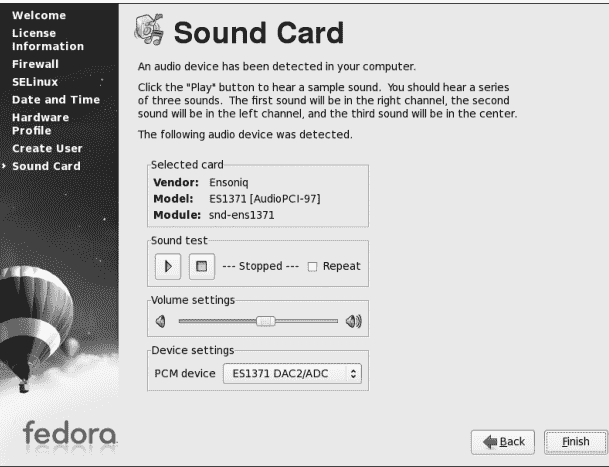 Welcome
License
Information
Firewall
SELinux
Date and Time
Hardware
Profile
Create User
Sound Card
Sound Card
An audio device has been detected in your computer.
Click the "Play" button to hear a sample sound. You should hear a series
of three sounds. The first sound will be in the right channel, the second
sound will be in the left channel, and the third sound will be in the center.
The following audio device was detected.
Selected card
Vendor: Ensoniq
Model: ES1371 [AudioPCI-97]
Module: snd-ens1371
Sound test
--- Stopped --- Repeat
Volume settings
Device settings
PCM device ES1371 DAC2/ADC
fedora
Back Finish